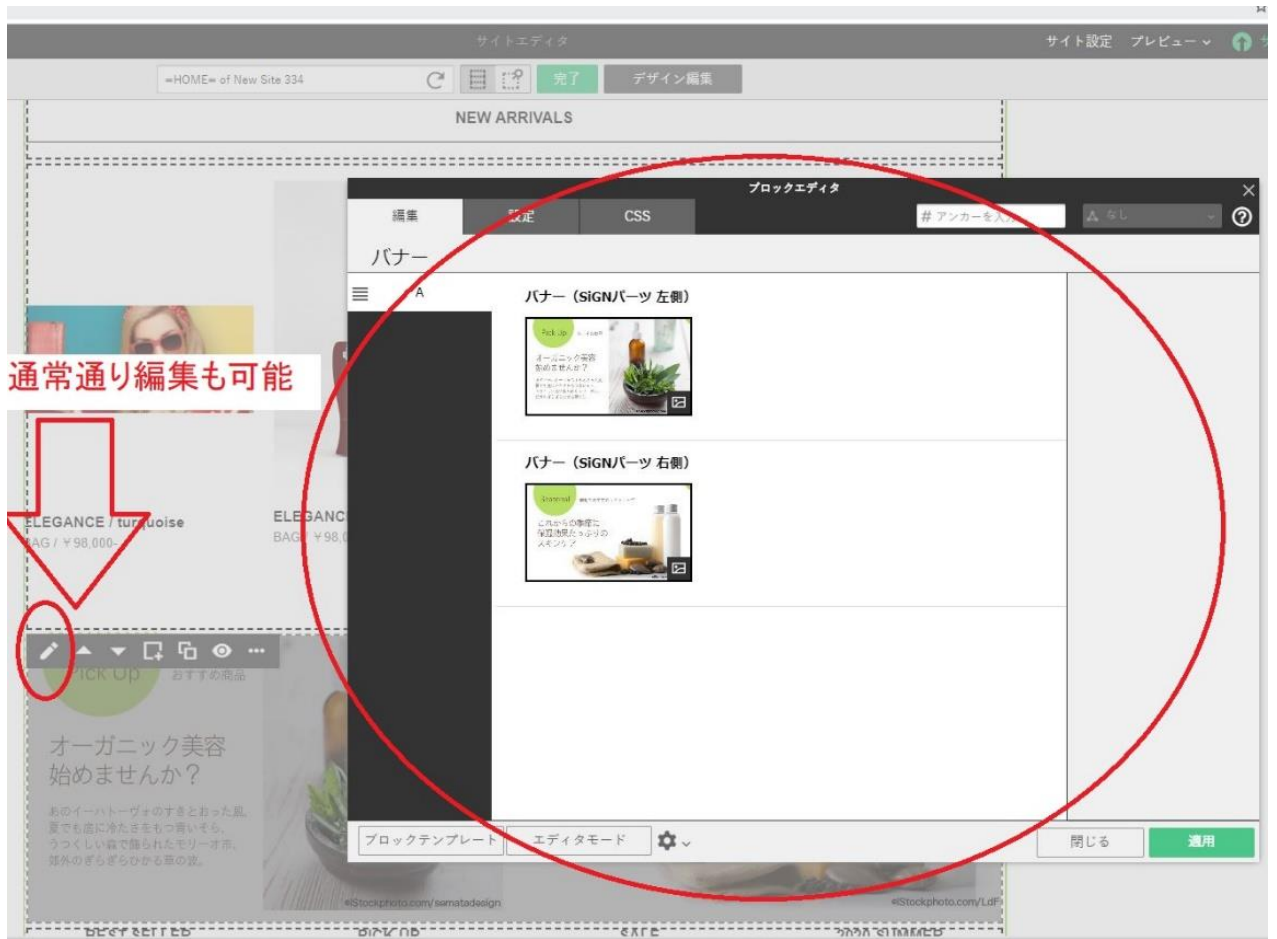 サイトエディタ
サイト設定 プレビュー
=HOME= of New Site 334
完了
デザイン編集
NEW ARRIVALS
ブロックエディタ
編集
設定
CSS
# アンカーを入力
なし
バナー
A
バナー（SiGNパーツ 左側）
Pick Up
オーガニック美容
始めませんか？
バナー（SiGNパーツ 右側）
これからの季節に
保湿効果たっぷりの
スキンケア
通常通り編集も可能
ELEGANCE / turquoise
BAG / ￥98,000-
ELEGANC
BAG / ￥98,0
Pick Up
おすすめ商品
オーガニック美容
始めませんか？
あのイーハトーヴォのすきとおった風、
夏でも底に冷たさをもつ青いそら、
うつくしい森で飾られたモリーオ市、
郊外のぎらぎらひかる草の波。
ブロックテンプレート
エディタモード
閉じる
適用
©iStockphoto.com/sematadesign
©iStockphoto.com/LdF
BEST SELLER
PICK UP
SALE
2020 SUMMER